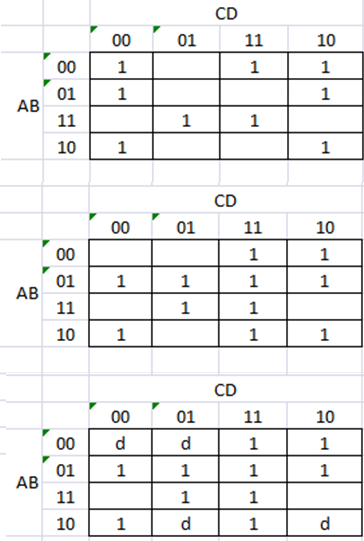 CD
00 01 11 10
00 1 1 1
01 1 1
AB
11 1 1
10 1 1
CD
00 01 11 10
00 1 1
01 1 1 1 1
AB
11 1 1
10 1 1 1
CD
00 01 11 10
00 d d 1 1
01 1 1 1 1
AB
11 1 1
10 1 d 1 d